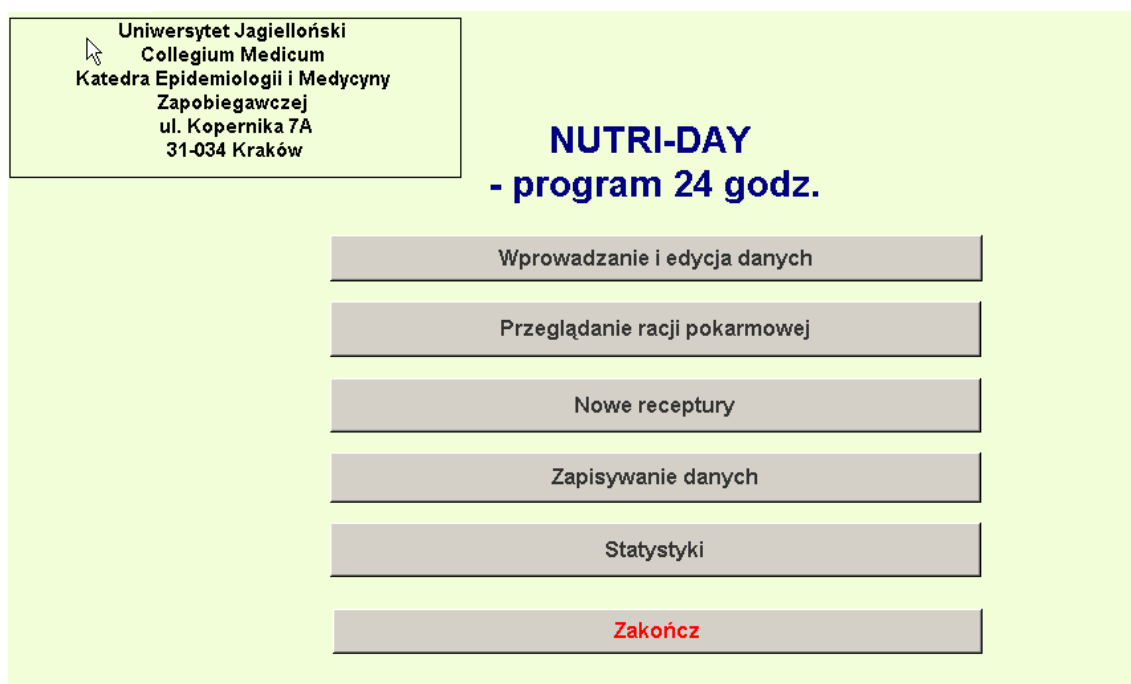 Uniwersytet Jagielloński
Collegium Medicum
Katedra Epidemiologii i Medycyny
Zapobiegawczej
ul. Kopernika 7A
31-034 Kraków
NUTRI-DAY
- program 24 godz.
Wprowadzanie i edycja danych
Przeglądanie racji pokarmowej
Nowe receptury
Zapisywanie danych
Statystyki
Zakończ